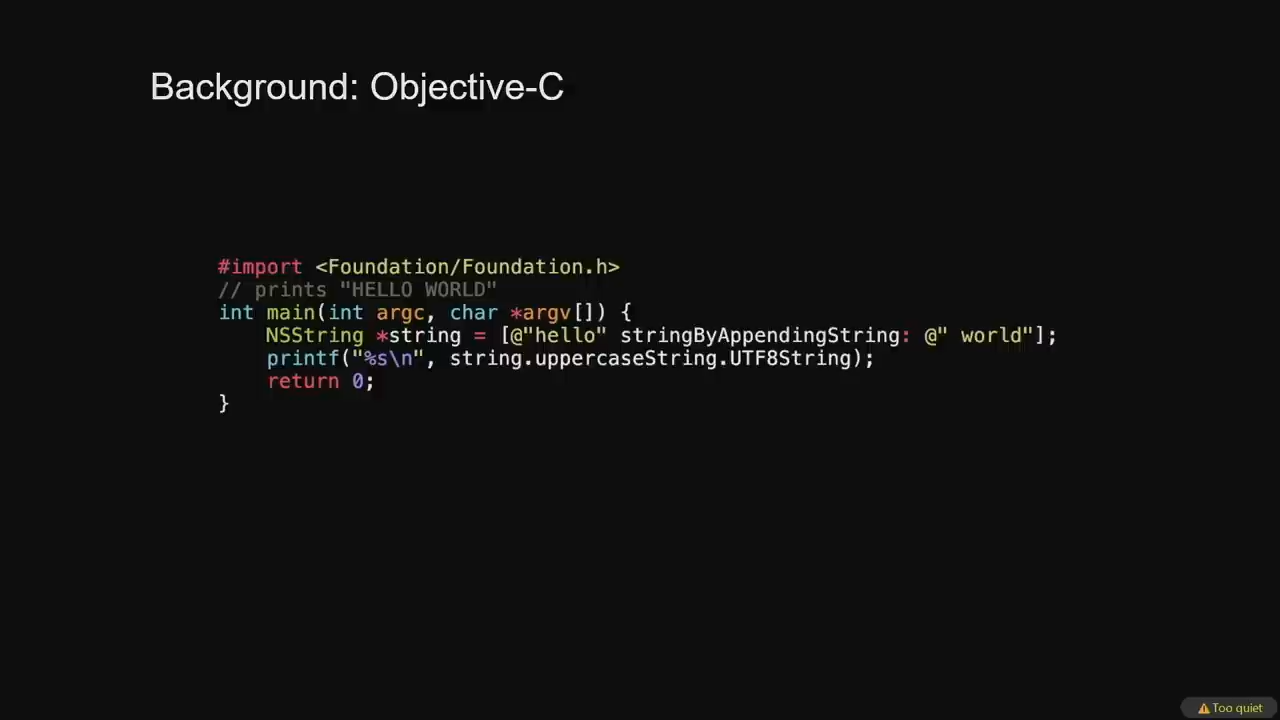 Background: Objective-C
#import <Foundation/Foundation.h>
// prints "HELLO WORLD"
int main(int argc, char *argv[]) {
    NSString *string = [@"hello" stringByAppendingString: @" world"];
    printf("%s\n", string.uppercaseString.UTF8String);
    return 0;
}
Too quiet